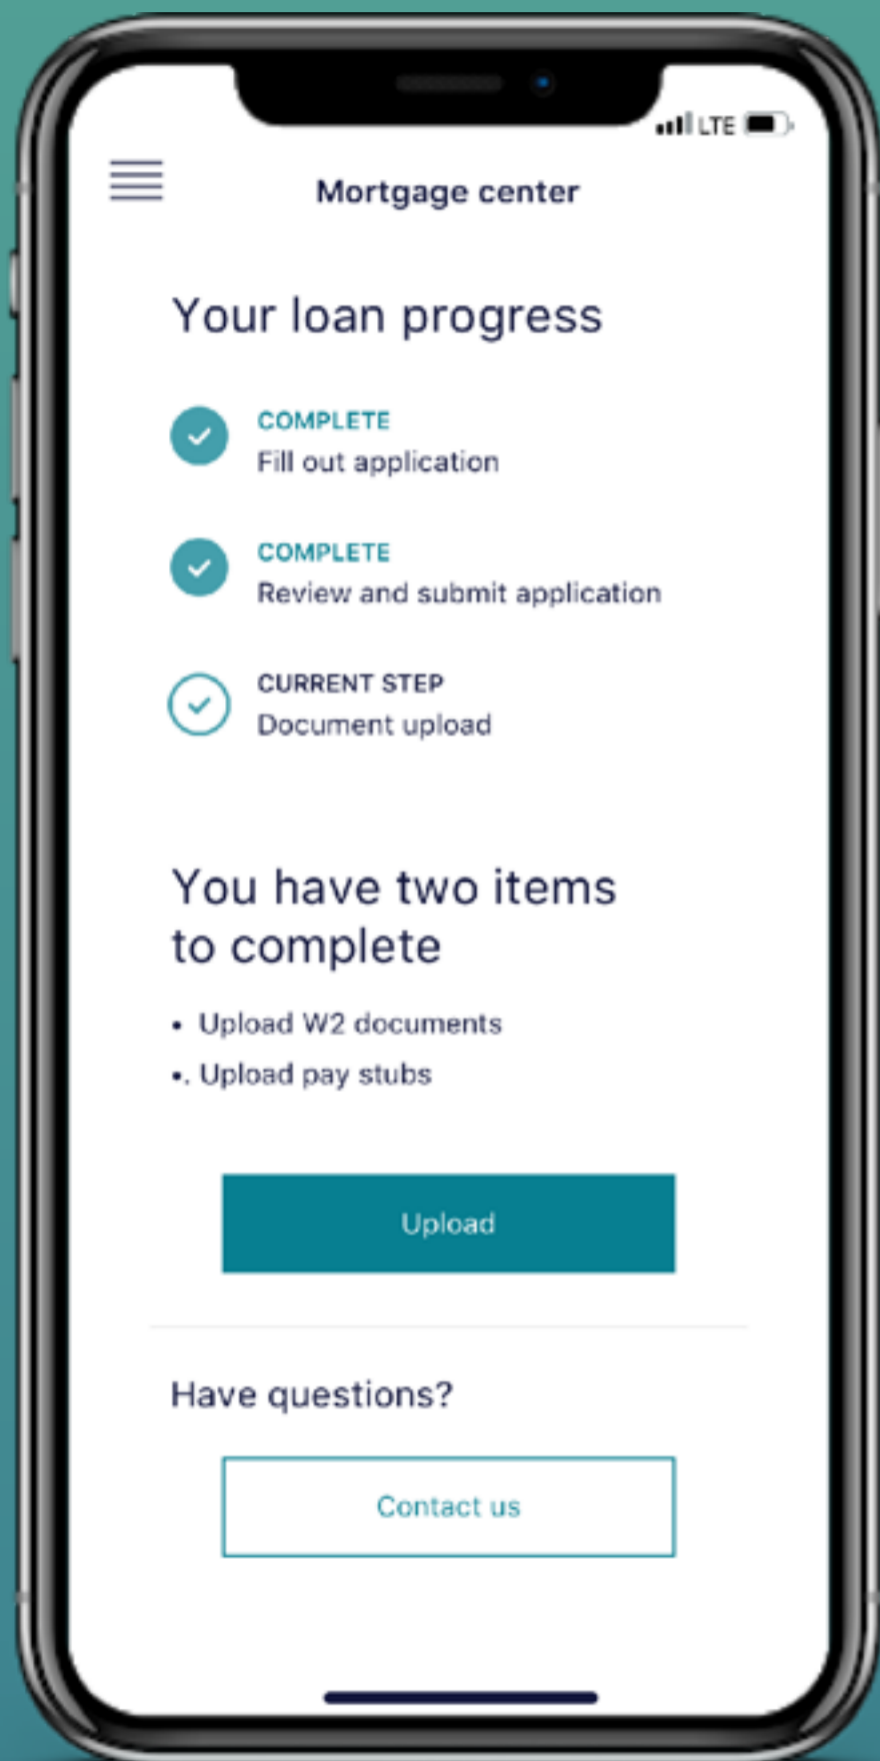 LTE
Mortgage center
Your loan progress
COMPLETE
Fill out application
COMPLETE
Review and submit application
CURRENT STEP
Document upload
You have two items
to complete
• Upload W2 documents
•. Upload pay stubs
Upload
Have questions?
Contact us